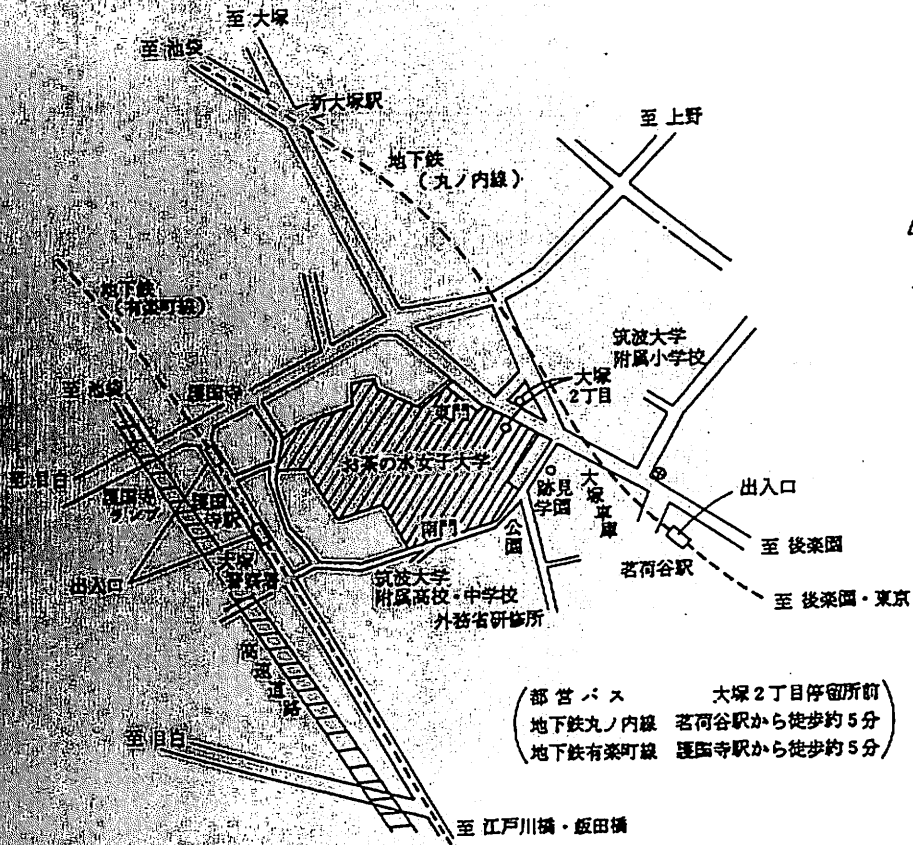 至 大塚
至 池袋
新大塚駅
至 上野
地下鉄
(丸ノ内線)
地下鉄
(有楽町線)
筑波大学
附属小学校
大塚
2丁目
至 池袋
護国寺
東門
お茶の水女子大学
至 目白
護国寺
ランプ
護国
寺駅
跡見
学園
大塚車庫
出入口
南門
公園
至 後楽園
茗荷谷駅
大塚
警察署
出入口
筑波大学
附属高校・中学校
外務省研修所
至 後楽園・東京
高速道路
都営バス 大塚2丁目停留所前
地下鉄丸ノ内線 茗荷谷駅から徒歩約5分
地下鉄有楽町線 護国寺駅から徒歩約5分
至 目白
至 江戸川橋・飯田橋